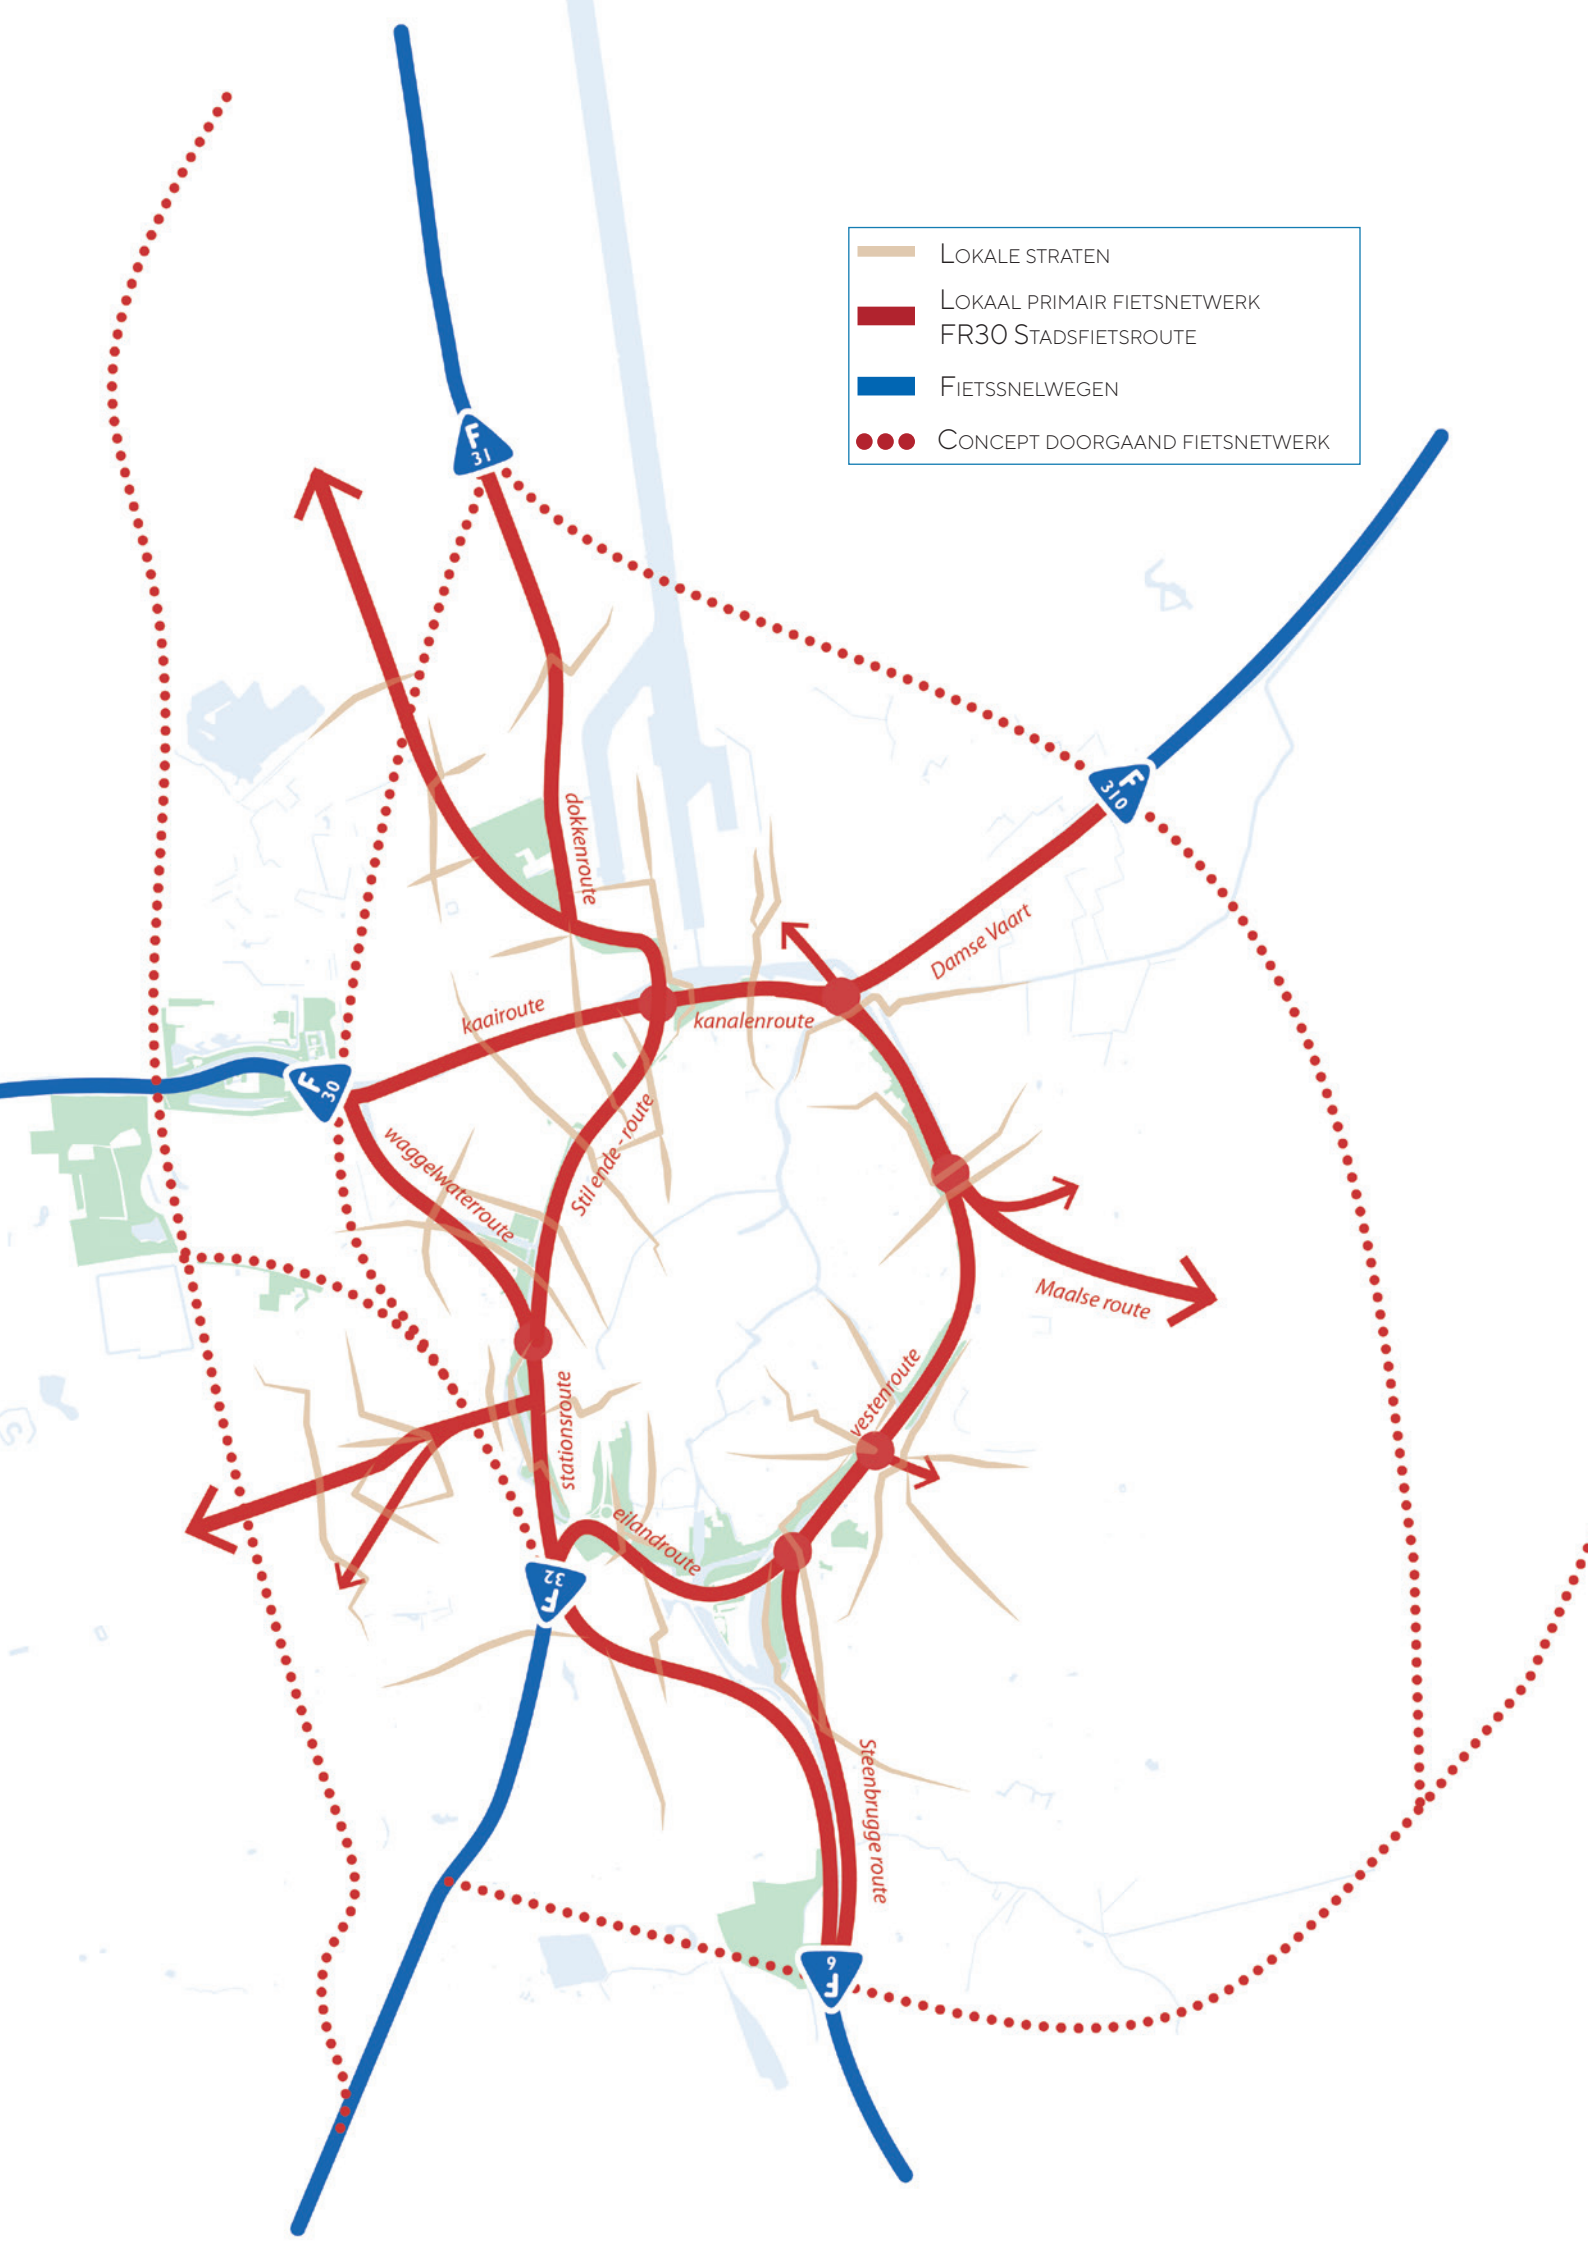 LOKALE STRATEN
LOKAAL PRIMAIR FIETSNETWERK
FR30 STADSFIETSROUTE
FIETSSNELWEGEN
CONCEPT DOORGAAND FIETSNETWERK
F
31
F
310
dokkenroute
Damse Vaart
kaairoute
kanalenroute
F
30
waggelwaterroute
Stil ende - route
Maalse route
vestenroute
stationsroute
eilandroute
F
32
Steenbrugge route
F
9